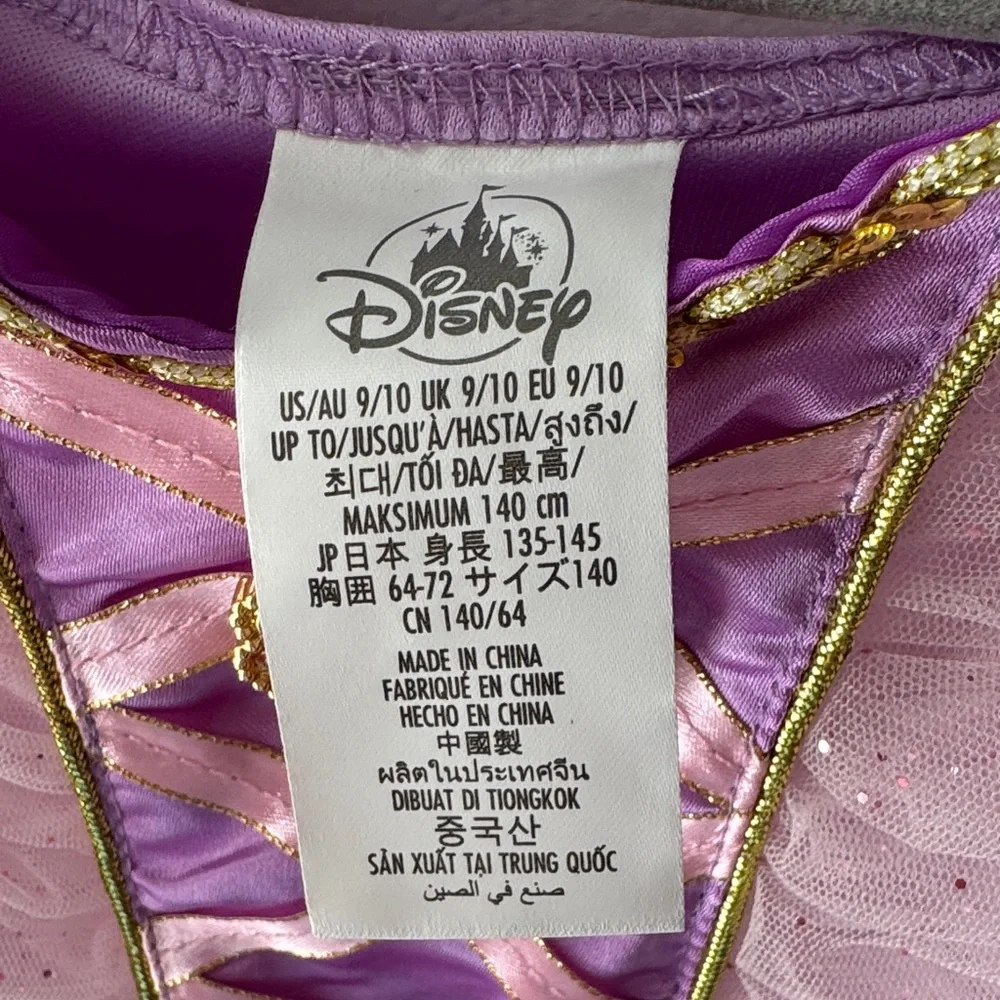 Disney
US/AU 9/10 UK 9/10 EU 9/10
UP TO/JUSQU'À/HASTA/สูงถึง/
최대/TỐI ĐA/最高/
MAKSIMUM 140 cm
JP日本 身長 135-145
胸囲 64-72 サイズ140
CN 140/64
MADE IN CHINA
FABRIQUÉ EN CHINE
HECHO EN CHINA
中國製
ผลิตในประเทศจีน
DIBUAT DI TIONGKOK
중국산
SẢN XUẤT TẠI TRUNG QUỐC
صنع في الصين